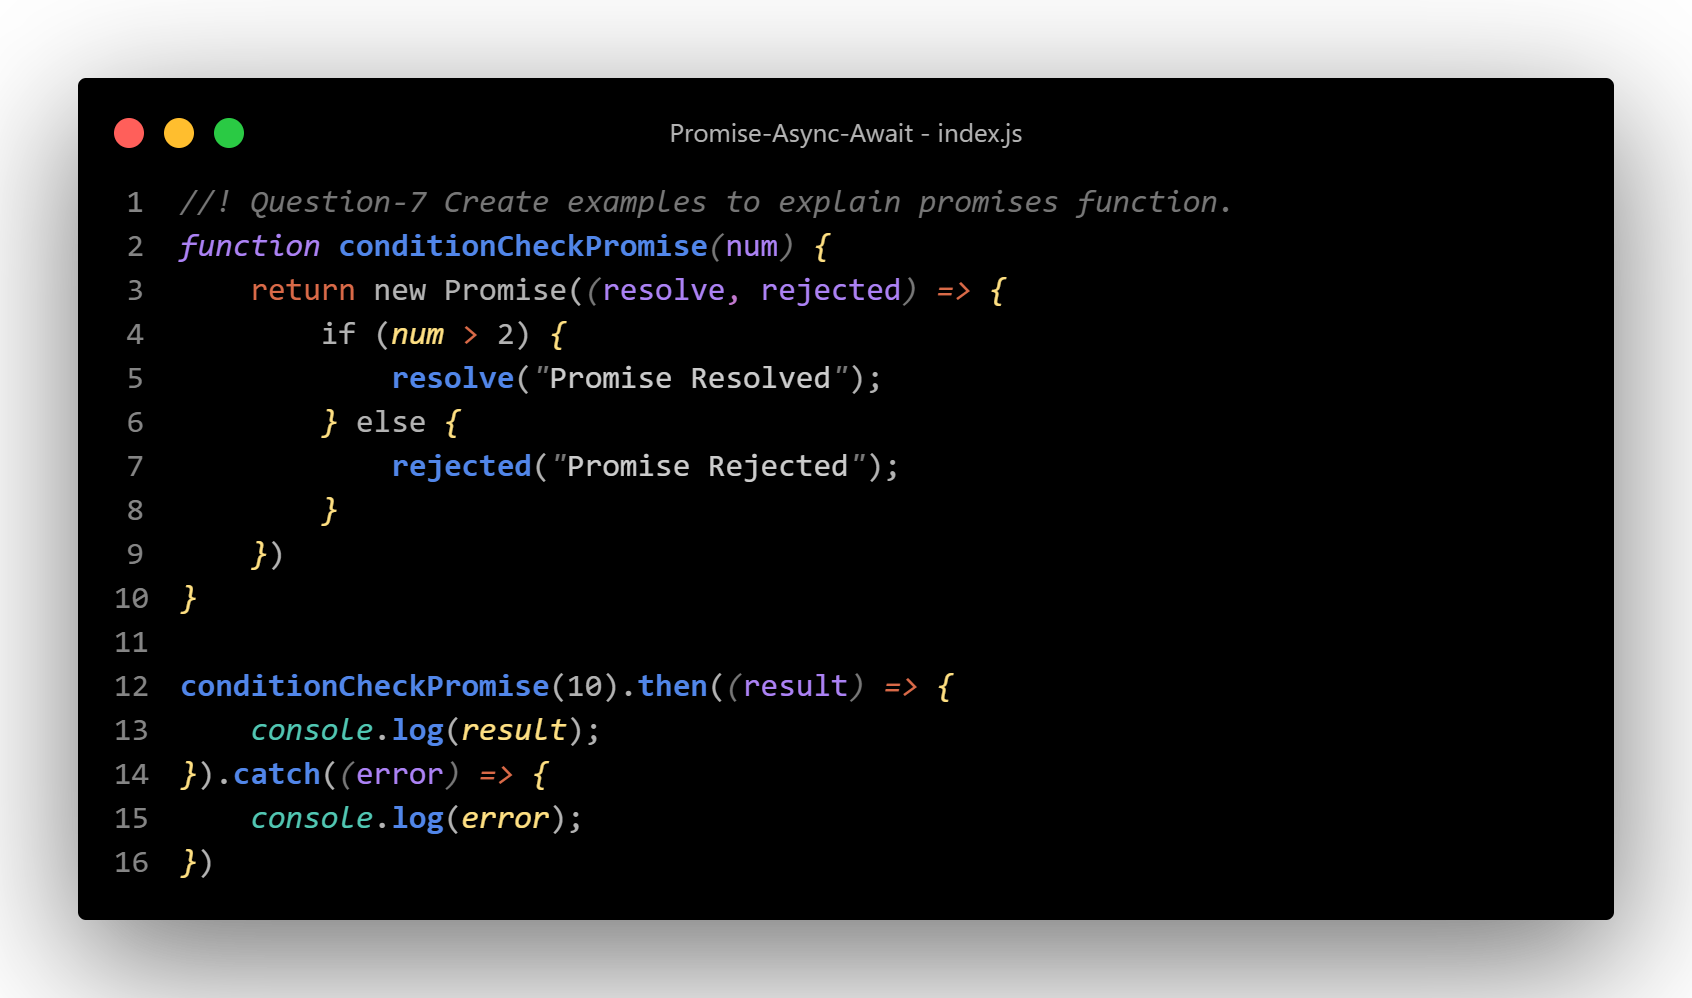 Promise-Async-Await - index.js
1 //! Question-7 Create examples to explain promises function.
2 function conditionCheckPromise(num) {
3     return new Promise((resolve, rejected) => {
4         if (num > 2) {
5             resolve("Promise Resolved");
6         } else {
7             rejected("Promise Rejected");
8         }
9     })
10 }
11
12 conditionCheckPromise(10).then((result) => {
13     console.log(result);
14 }).catch((error) => {
15     console.log(error);
16 })